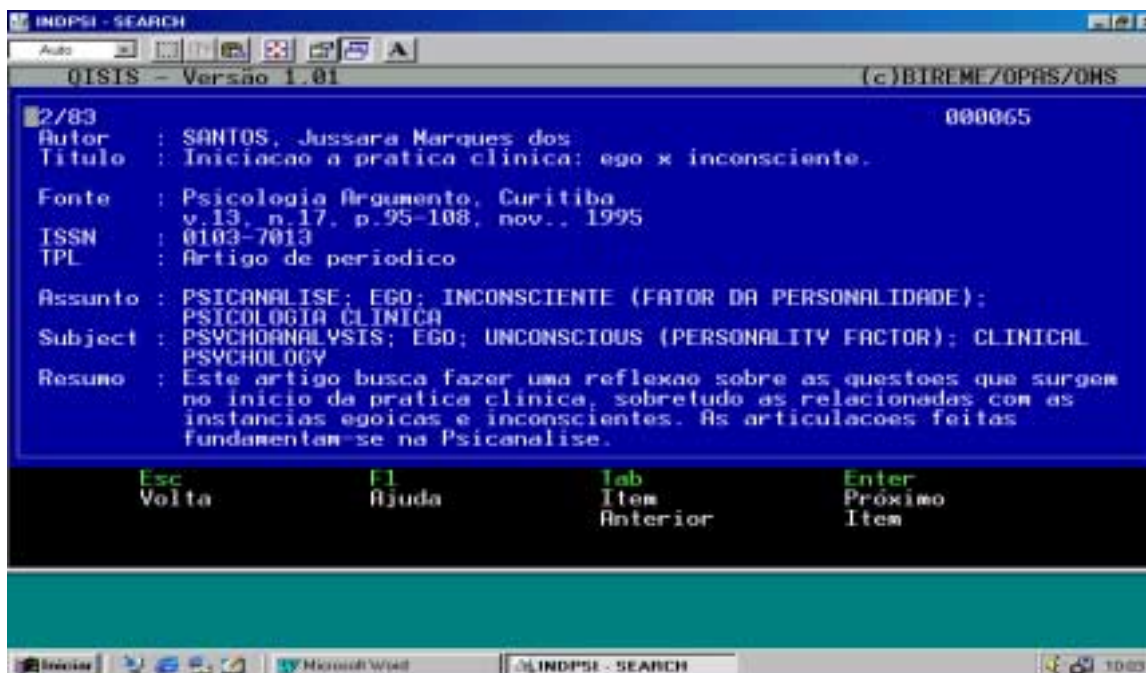 INDPSI - SEARCH
Auto
A
QISIS - Versão 1.01 (c)BIREME/OPAS/OMS
2/83 000065
Autor : SANTOS, Jussara Marques dos
Titulo : Iniciacao a pratica clinica: ego x inconsciente.
Fonte : Psicologia Argumento, Curitiba
v.13, n.17, p.95-108, nov., 1995
ISSN : 0103-7013
TPL : Artigo de periodico
Assunto : PSICANALISE; EGO; INCONSCIENTE (FATOR DA PERSONALIDADE);
PSICOLOGIA CLINICA
Subject : PSYCHOANALYSIS; EGO; UNCONSCIOUS (PERSONALITY FACTOR); CLINICAL
PSYCHOLOGY
Resumo : Este artigo busca fazer uma reflexao sobre as questoes que surgem
no inicio da pratica clinica, sobretudo as relacionadas com as
instancias egoicas e inconscientes. As articulacoes feitas
fundamentam-se na Psicanalise.
Esc F1 Tab Enter
Volta Ajuda Item Próximo
Anterior Item
Iniciar Microsoft Word INDPSI - SEARCH 10:03